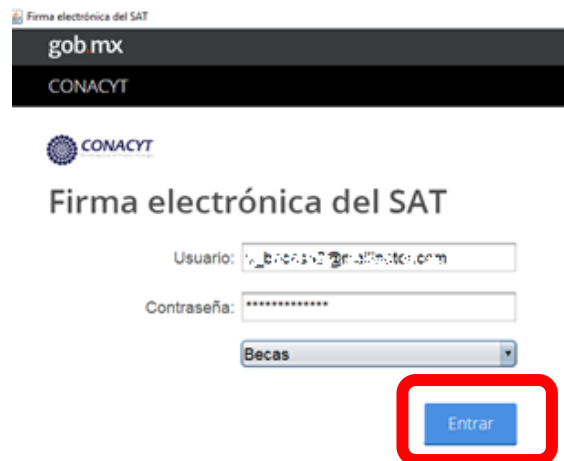 Firma electrónica del SAT
gob.mx
CONACYT
CONACYT
Firma electrónica del SAT
Usuario:
Contraseña: *************
Becas
Entrar